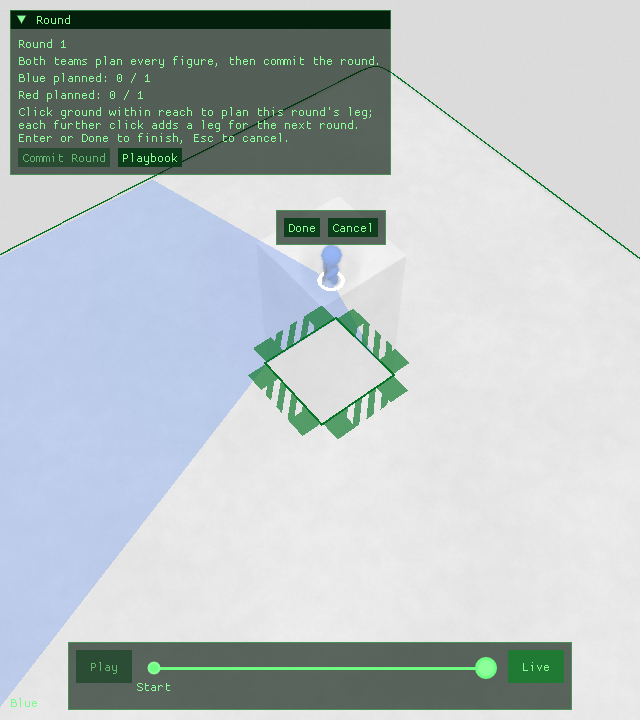 Round
Round 1
Both teams plan every figure, then commit the round.
Blue planned: 0 / 1
Red planned: 0 / 1
Click ground within reach to plan this round's leg;
each further click adds a leg for the next round.
Enter or Done to finish, Esc to cancel.
Commit Round Playbook
Done Cancel
Play Live
Start
Blue